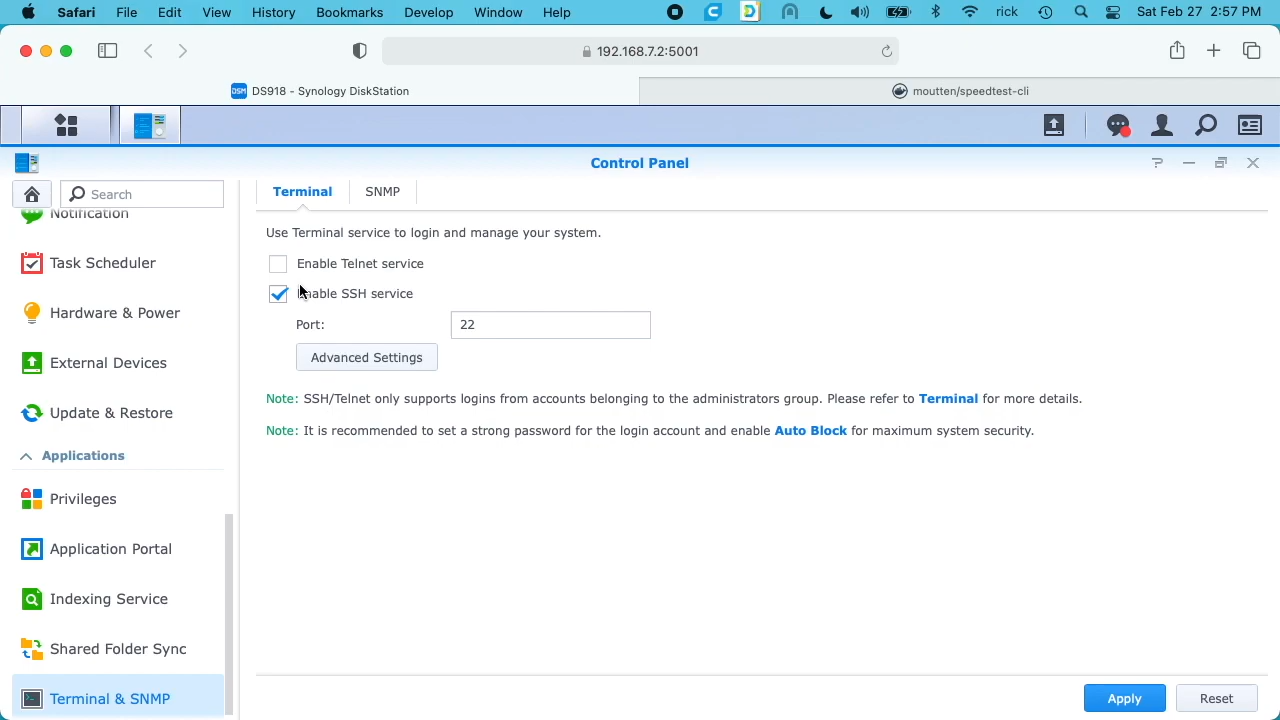 Safari File Edit View History Bookmarks Develop Window Help rick Sat Feb 27 2:57 PM
192.168.7.2:5001
DSM DS918 - Synology DiskStation moutten/speedtest-cli
Control Panel
Search
Notification
Task Scheduler
Hardware & Power
External Devices
Update & Restore
Applications
Privileges
Application Portal
Indexing Service
Shared Folder Sync
Terminal & SNMP
Terminal SNMP
Use Terminal service to login and manage your system.
Enable Telnet service
Enable SSH service
Port: 22
Advanced Settings
Note: SSH/Telnet only supports logins from accounts belonging to the administrators group. Please refer to Terminal for more details.
Note: It is recommended to set a strong password for the login account and enable Auto Block for maximum system security.
Apply Reset